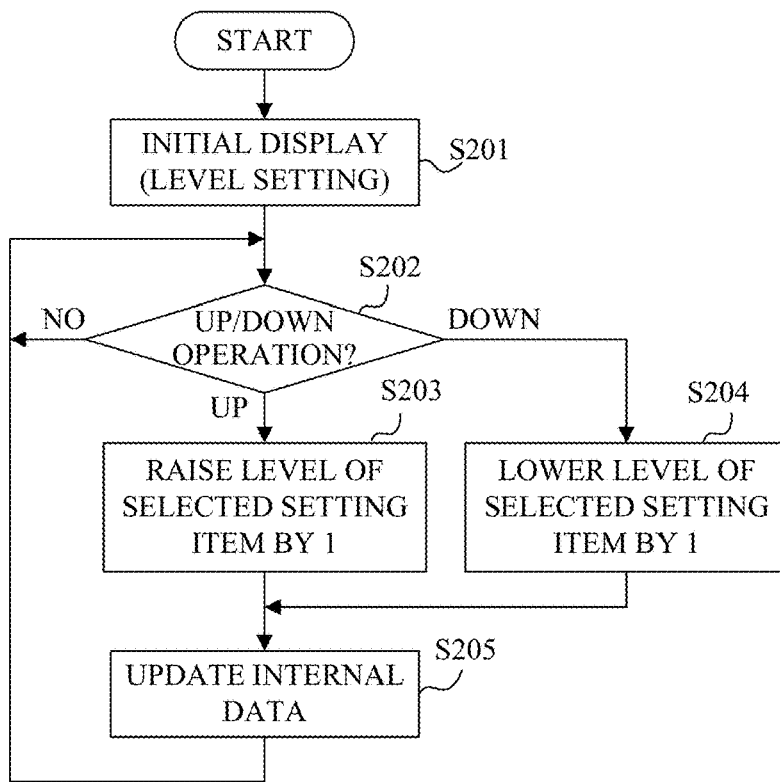 START
INITIAL DISPLAY
(LEVEL SETTING)
S201
S202
NO
UP/DOWN
OPERATION?
DOWN
UP
S203
S204
RAISE LEVEL OF
SELECTED SETTING
ITEM BY 1
LOWER LEVEL OF
SELECTED SETTING
ITEM BY 1
S205
UPDATE INTERNAL
DATA